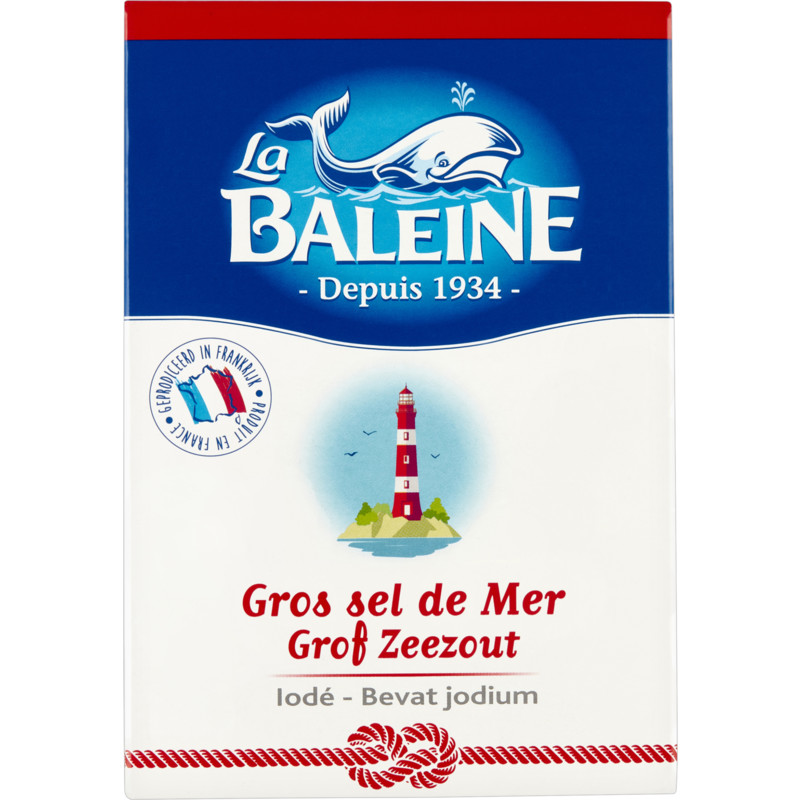 La
BALEINE
- Depuis 1934 -
GEPRODUCEERD IN FRANKRIJK •
PRODUIT EN FRANCE •
Gros sel de Mer
Grof Zeezout
Iodé - Bevat jodium